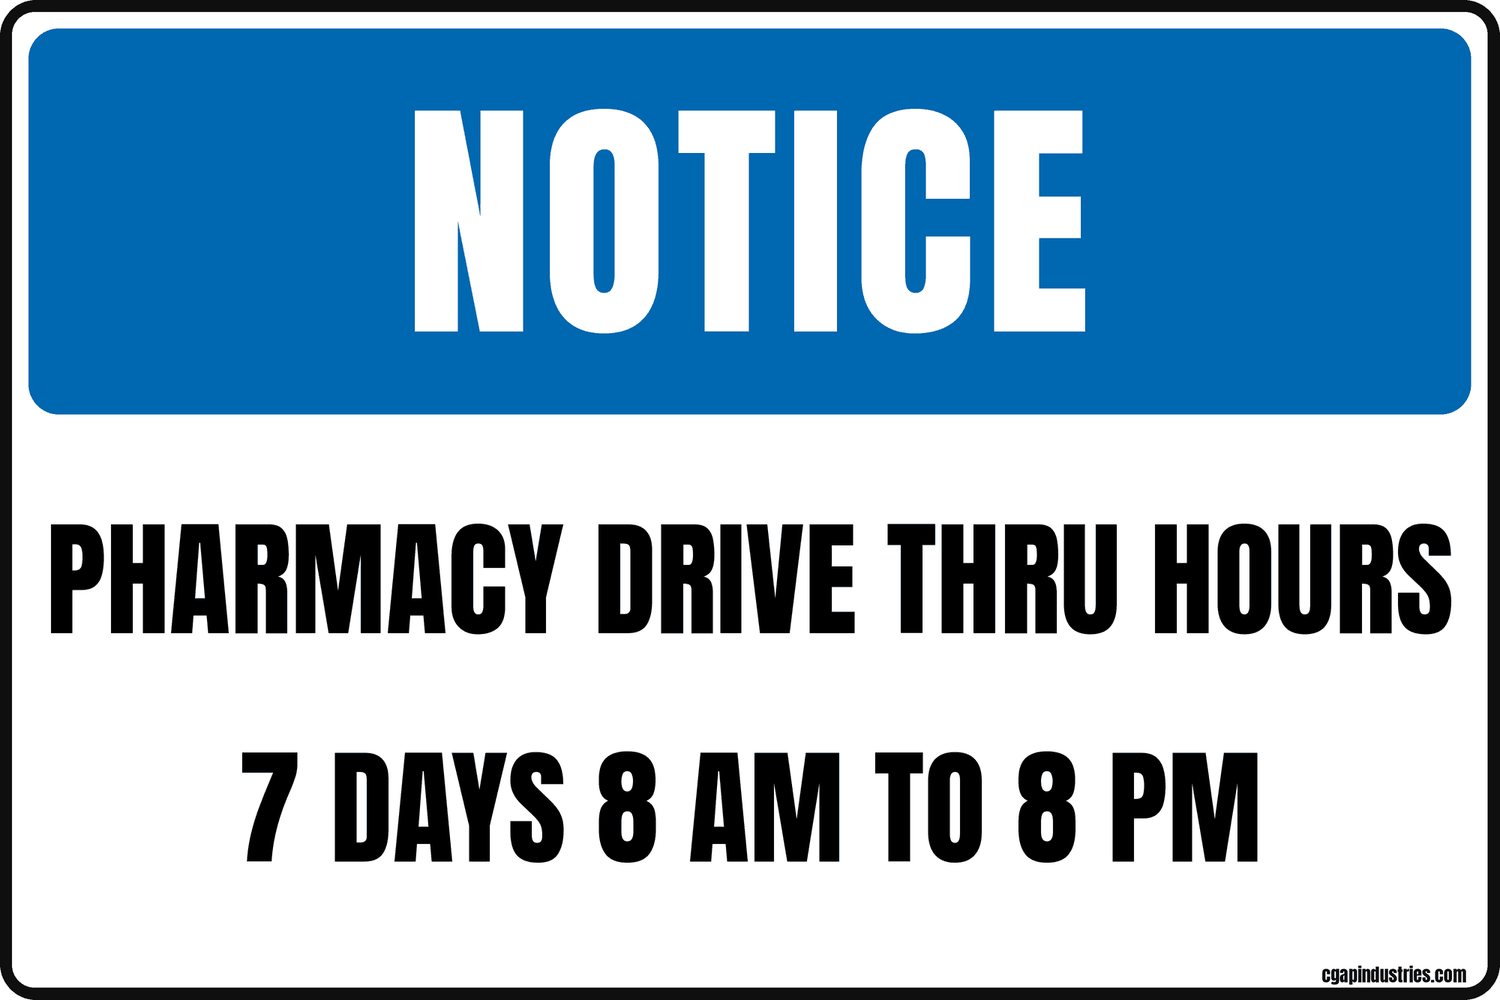 NOTICE
PHARMACY DRIVE THRU HOURS
7 DAYS 8 AM TO 8 PM
cgapindustries.com